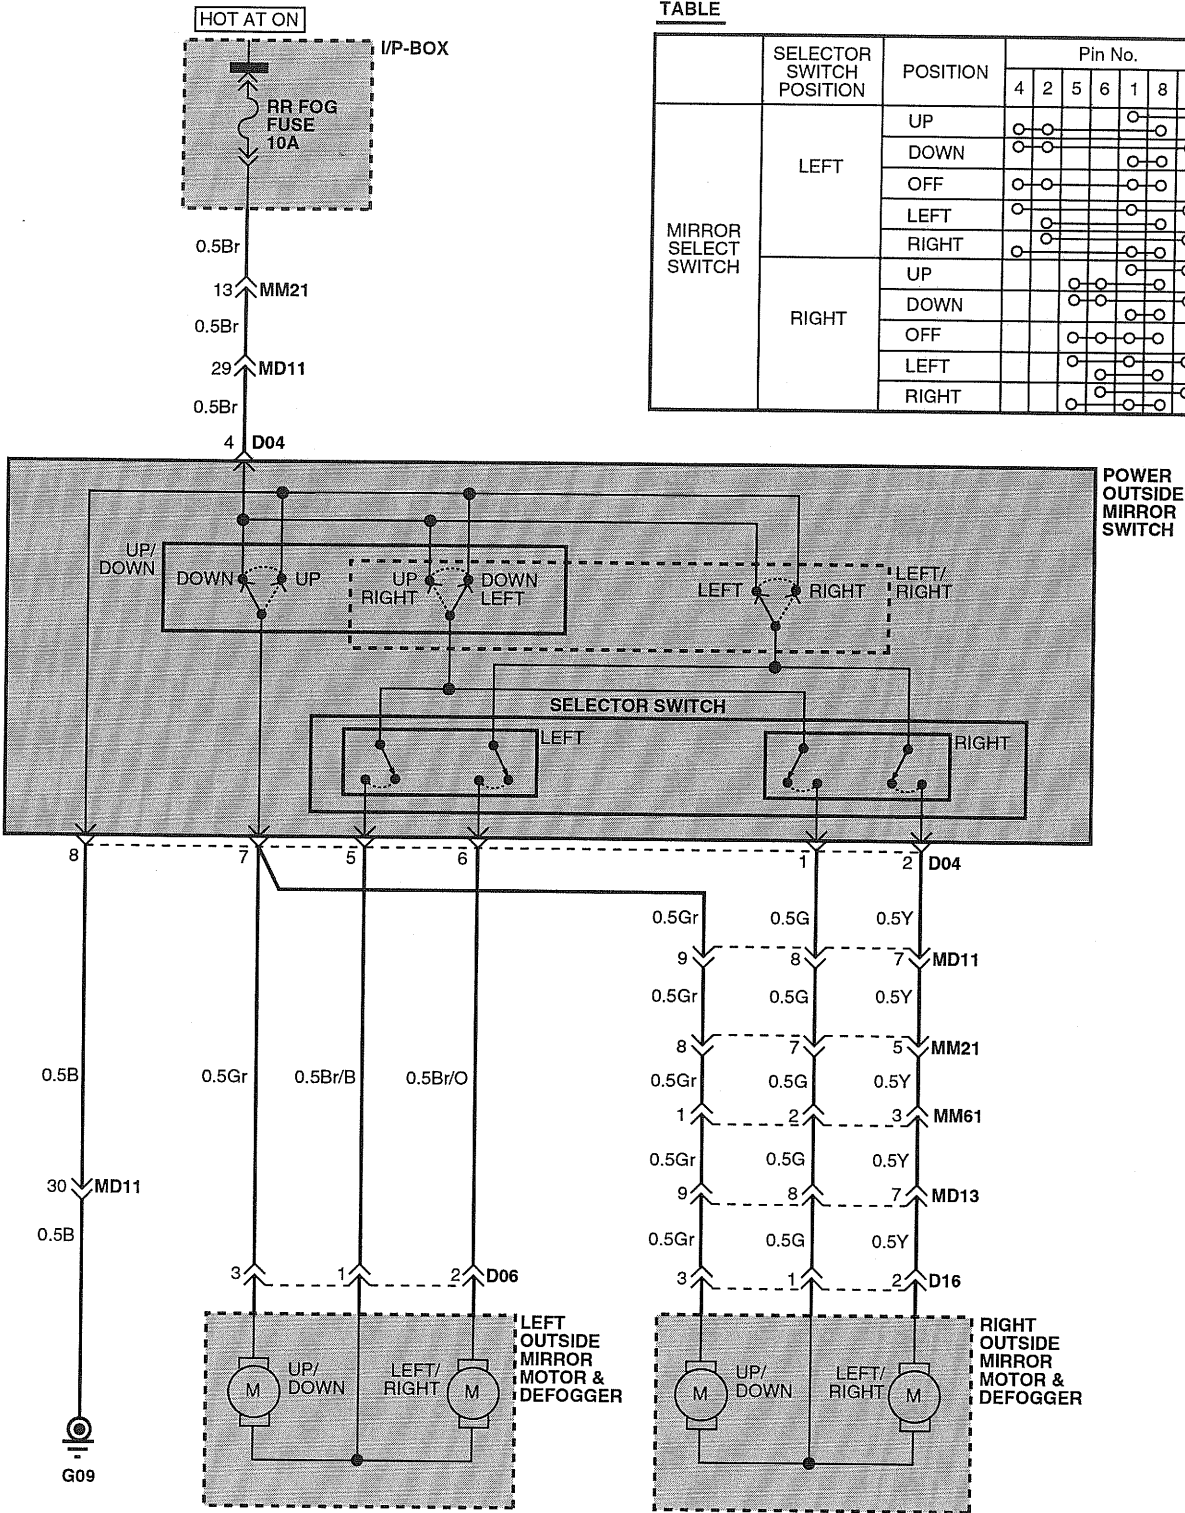 HOT AT ON
I/P-BOX
RR FOG
FUSE
10A
0.5Br
13 MM21
0.5Br
29 MD11
0.5Br
4 D04
TABLE
SELECTOR
SWITCH
POSITION
POSITION
Pin No.
4 2 5 6 1 8
MIRROR
SELECT
SWITCH
LEFT
UP
DOWN
OFF
LEFT
RIGHT
RIGHT
UP
DOWN
OFF
LEFT
RIGHT
POWER
OUTSIDE
MIRROR
SWITCH
UP/
DOWN
DOWN UP
UP
RIGHT
DOWN
LEFT
LEFT RIGHT
LEFT/
RIGHT
SELECTOR SWITCH
LEFT
RIGHT
8 7 5 6 1 2 D04
0.5Gr 0.5G 0.5Y
9 8 7 MD11
0.5Gr 0.5G 0.5Y
8 7 5 MM21
0.5B 0.5Gr 0.5Br/B 0.5Br/O 0.5Gr 0.5G 0.5Y
1 2 3 MM61
0.5Gr 0.5G 0.5Y
30 MD11
9 8 7 MD13
0.5B
0.5Gr 0.5G 0.5Y
3 1 2 D06
3 1 2 D16
LEFT
OUTSIDE
MIRROR
MOTOR &
DEFOGGER
M
UP/
DOWN
LEFT/
RIGHT
M
RIGHT
OUTSIDE
MIRROR
MOTOR &
DEFOGGER
M
UP/
DOWN
LEFT/
RIGHT
M
G09